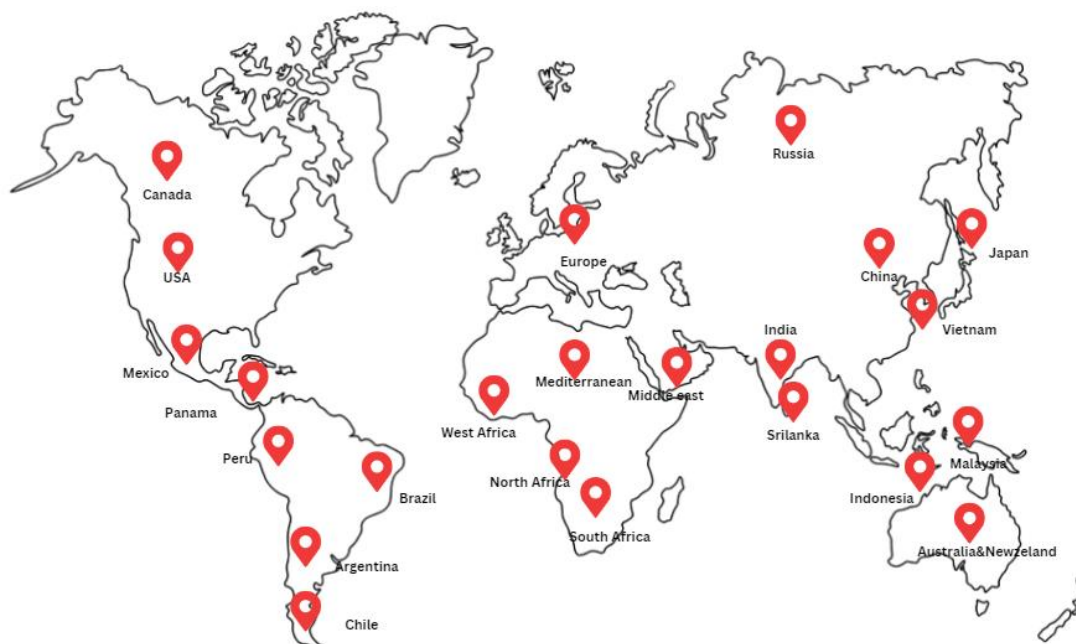 Russia
Canada
Japan
Europe
USA
China
India
Vietnam
Mexico
Mediterranean
Middle east
Panama
West Africa
Srilanka
Peru
Malaysia
North Africa
Brazil
Indonesia
South Africa
Australia&Newzeland
Argentina
Chile